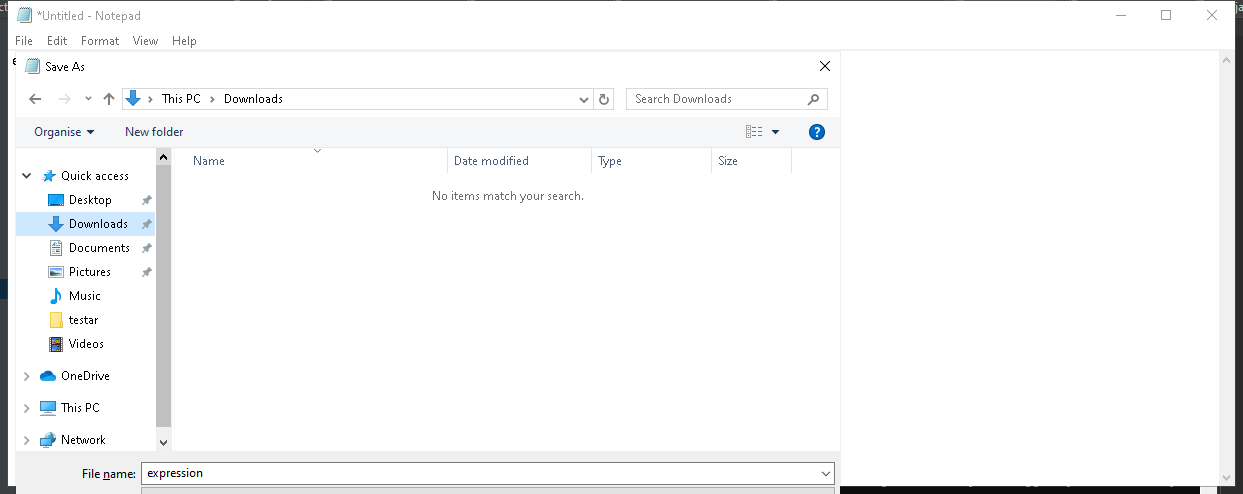 *Untitled - Notepad
File Edit Format View Help
Save As
This PC Downloads
Search Downloads
Organise New folder
Name Date modified Type Size
No items match your search.
Quick access
Desktop
Downloads
Documents
Pictures
Music
testar
Videos
OneDrive
This PC
Network
File name: expression